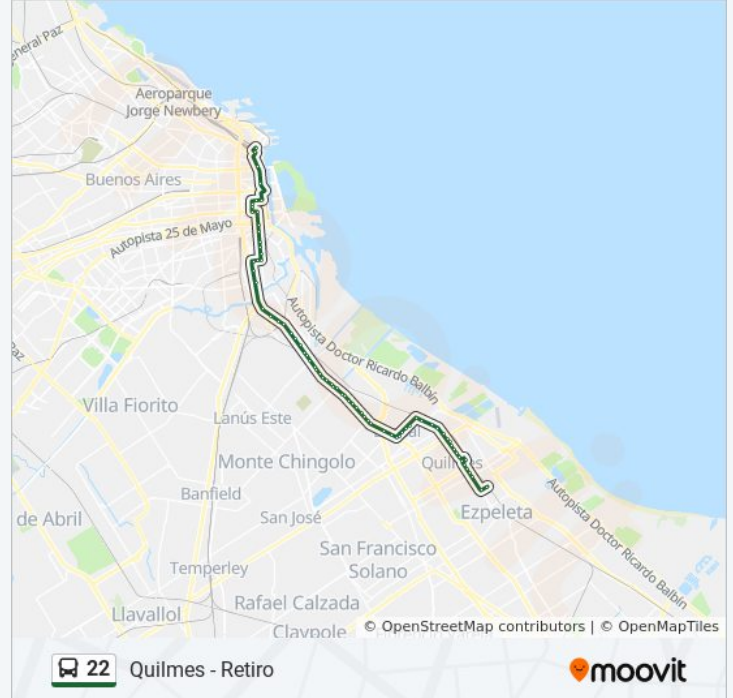 General Paz
Aeroparque
Jorge Newbery
Buenos Aires
Autopista 25 de Mayo
Autopista Doctor Ricardo Balbín
Paz
Villa Fiorito
Lanús Este
Monte Chingolo
Quilmes
Banfield
de Abril
San José
Ezpeleta
Autopista Doctor Ricardo Balbín
San Francisco
Solano
Temperley
Rafael Calzada
Llavallol
Claypole
© OpenStreetMap contributors | © OpenMapTiles
22 Quilmes - Retiro
moovit